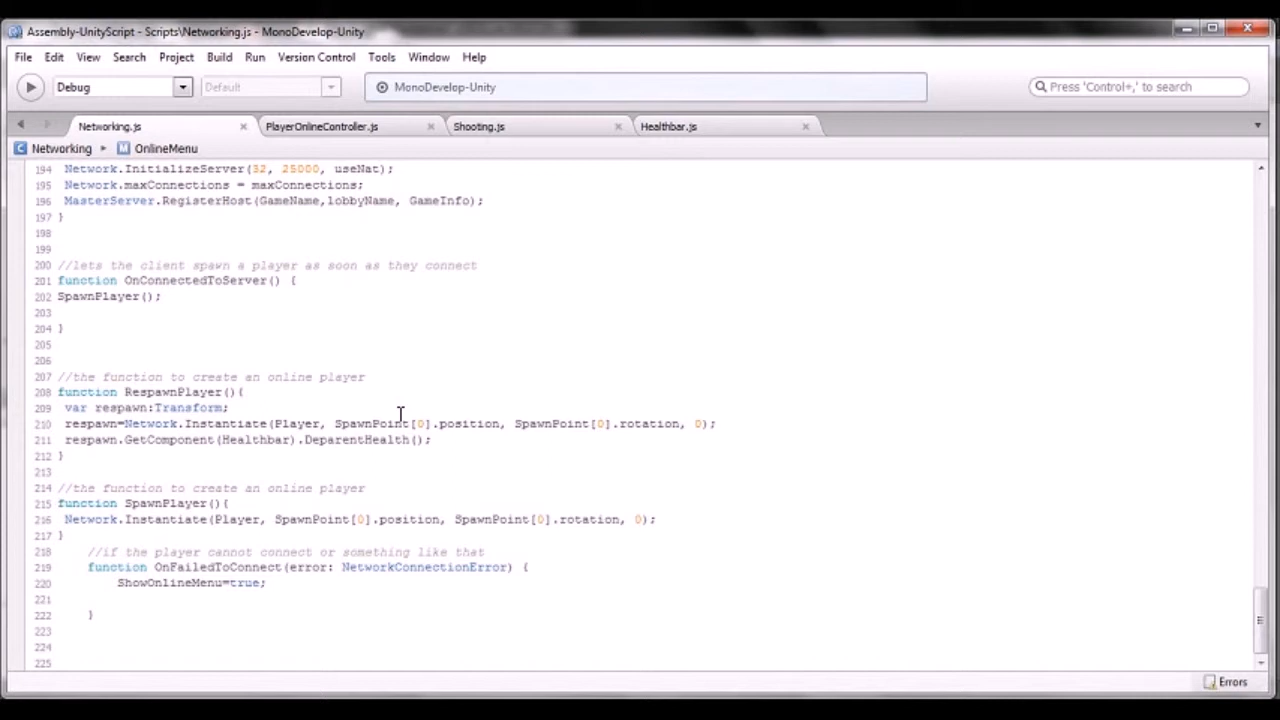 Assembly-UnityScript - Scripts\Networking.js - MonoDevelop-Unity
File Edit View Search Project Build Run Version Control Tools Window Help
Debug Default MonoDevelop-Unity Press 'Control+,' to search
Networking.js PlayerOnlineController.js Shooting.js Healthbar.js
C Networking M OnlineMenu
194 Network.InitializeServer(32, 25000, useNat);
195 Network.maxConnections = maxConnections;
196 MasterServer.RegisterHost(GameName,lobbyName, GameInfo);
197 }
198
199
200 //lets the client spawn a player as soon as they connect
201 function OnConnectedToServer() {
202 SpawnPlayer();
203
204 }
205
206
207 //the function to create an online player
208 function RespawnPlayer(){
209 var respawn:Transform;
210 respawn=Network.Instantiate(Player, SpawnPoint[0].position, SpawnPoint[0].rotation, 0);
211 respawn.GetComponent(Healthbar).DeparentHealth();
212 }
213
214 //the function to create an online player
215 function SpawnPlayer(){
216 Network.Instantiate(Player, SpawnPoint[0].position, SpawnPoint[0].rotation, 0);
217 }
218 //if the player cannot connect or something like that
219 function OnFailedToConnect(error: NetworkConnectionError) {
220 ShowOnlineMenu=true;
221
222 }
223
224
225
Errors